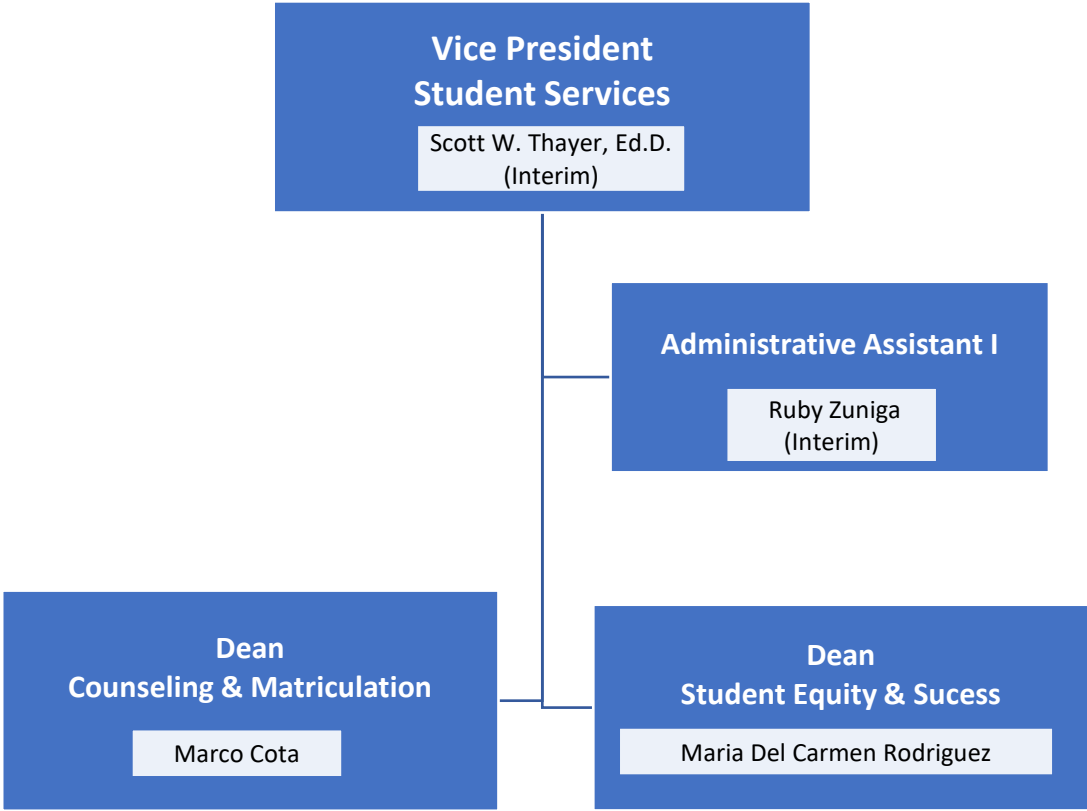 Vice President
Student Services
Scott W. Thayer, Ed.D.
(Interim)
Administrative Assistant I
Ruby Zuniga
(Interim)
Dean
Counseling & Matriculation
Marco Cota
Dean
Student Equity & Sucess
Maria Del Carmen Rodriguez